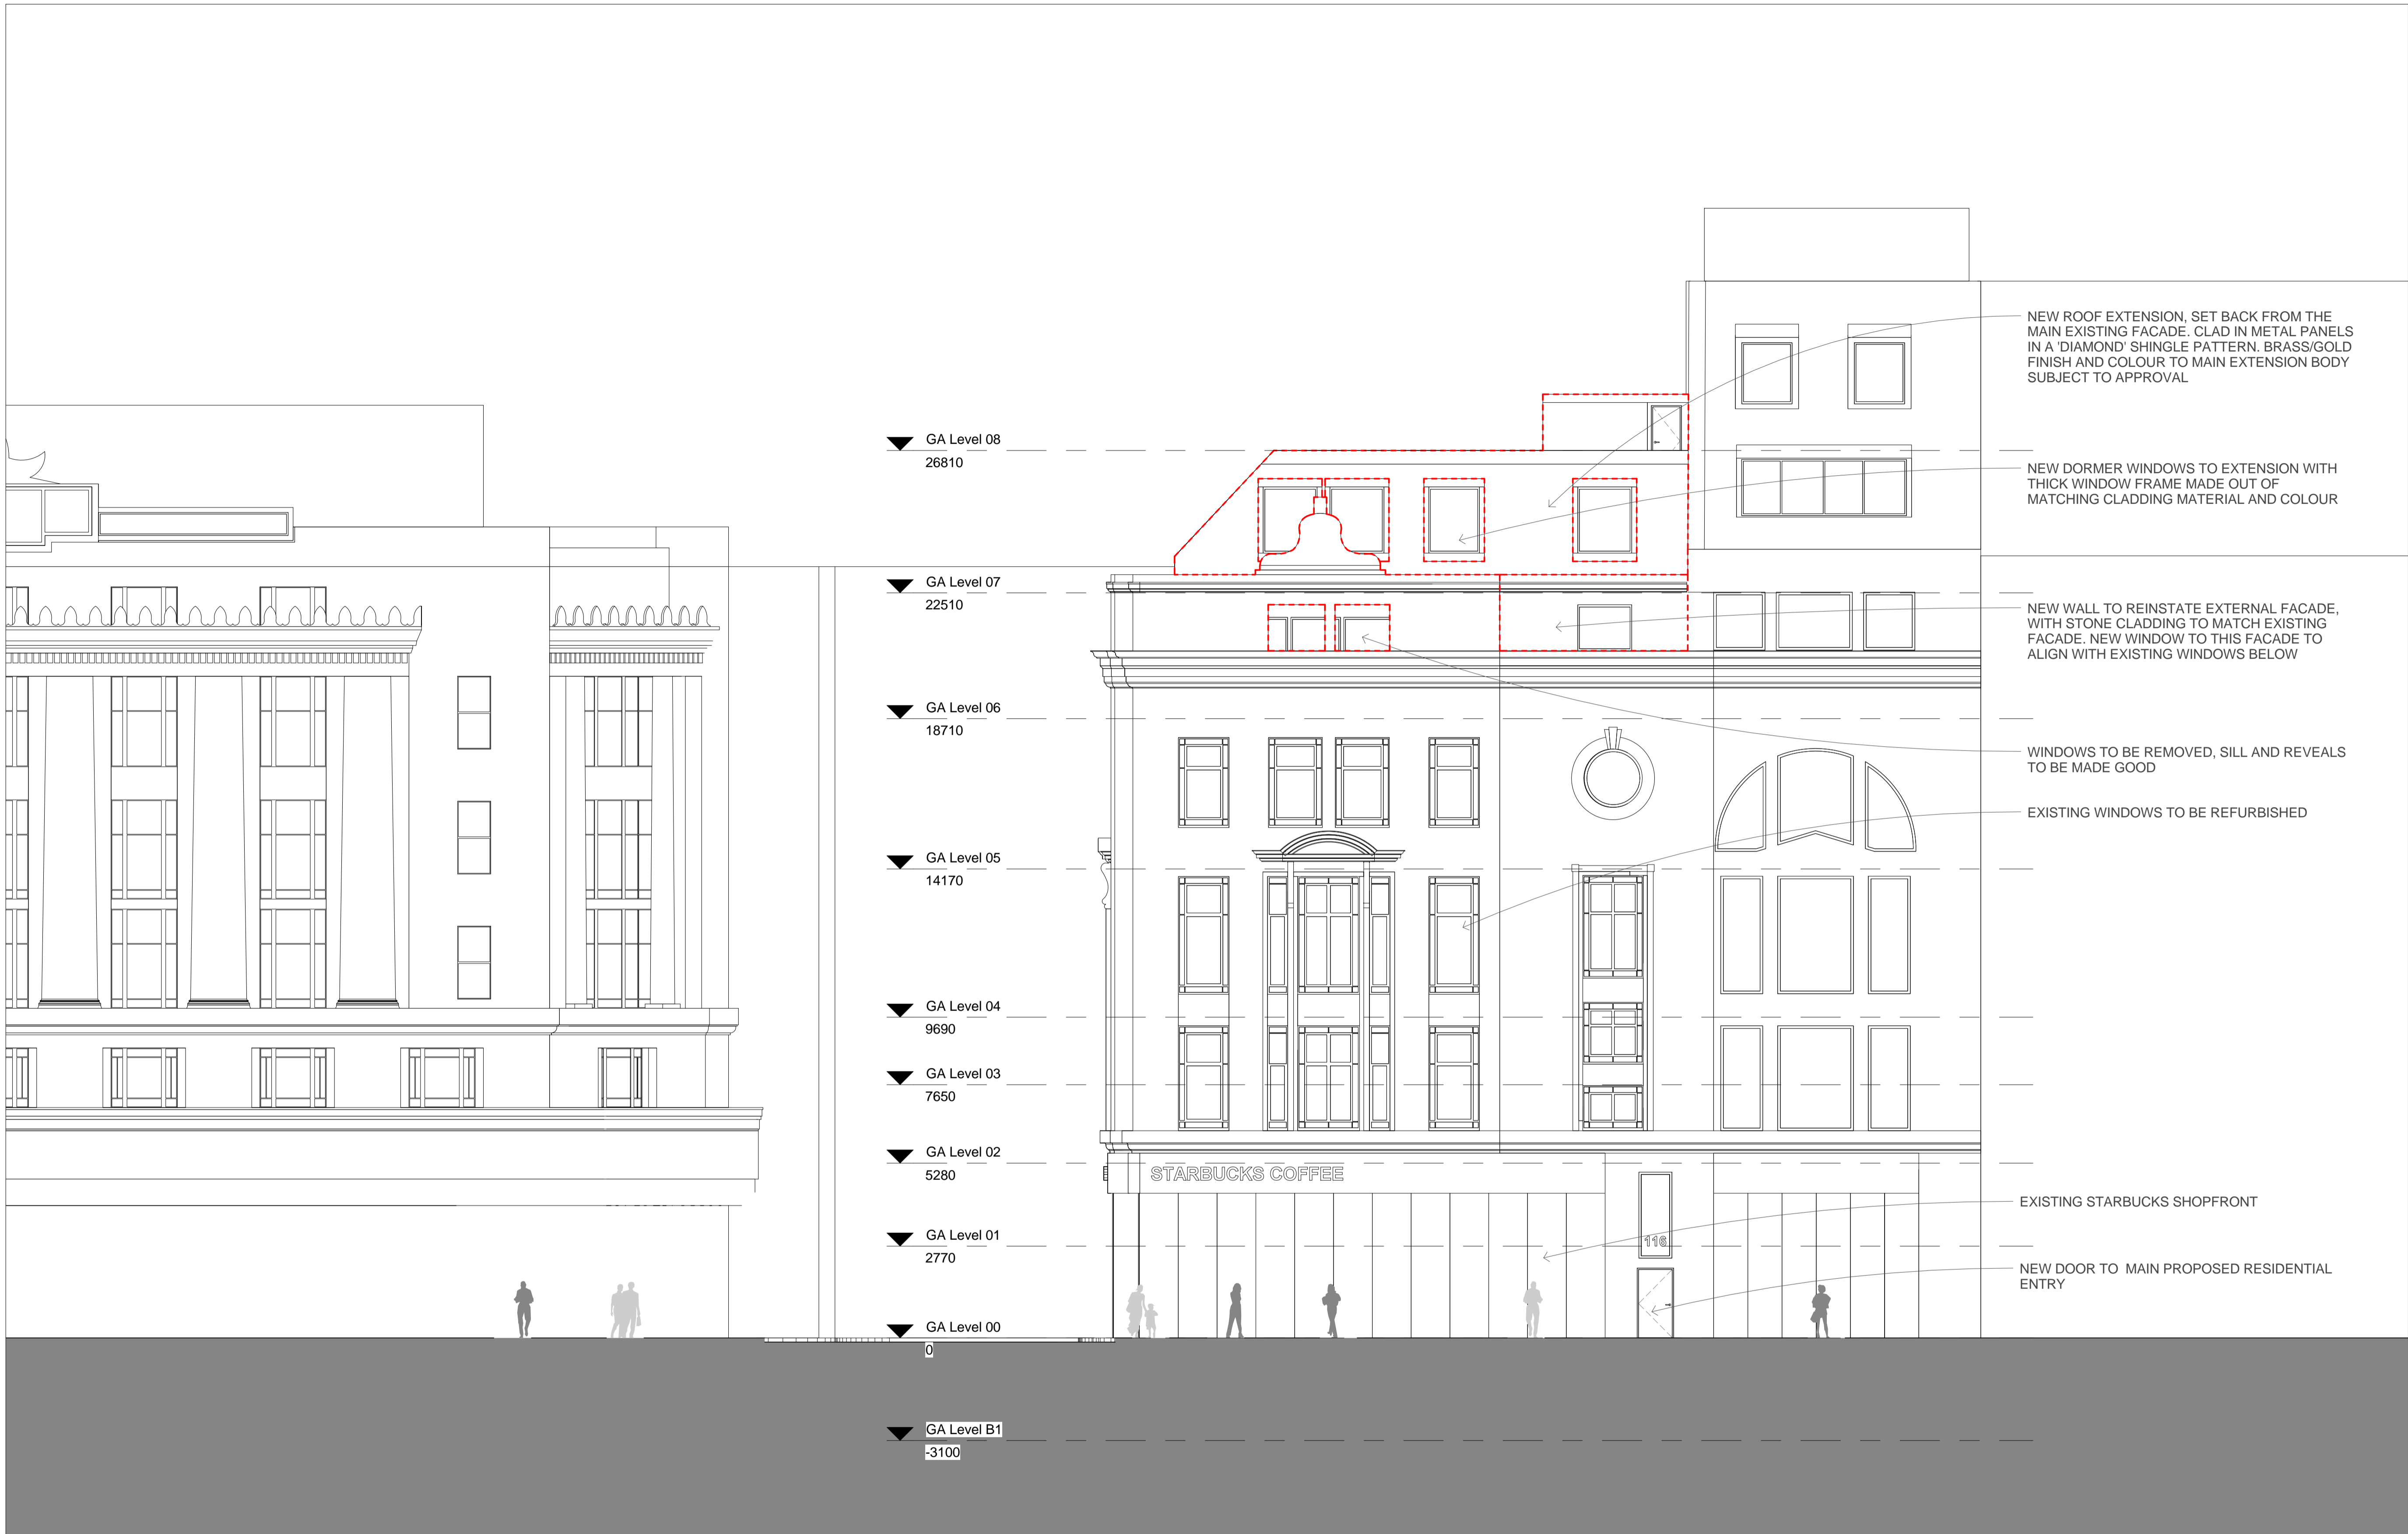 NEW ROOF EXTENSION, SET BACK FROM THE
MAIN EXISTING FACADE. CLAD IN METAL PANELS
IN A 'DIAMOND' SHINGLE PATTERN. BRASS/GOLD
FINISH AND COLOUR TO MAIN EXTENSION BODY
SUBJECT TO APPROVAL
GA Level 08
26810
NEW DORMER WINDOWS TO EXTENSION WITH
THICK WINDOW FRAME MADE OUT OF
MATCHING CLADDING MATERIAL AND COLOUR
GA Level 07
22510
NEW WALL TO REINSTATE EXTERNAL FACADE,
WITH STONE CLADDING TO MATCH EXISTING
FACADE. NEW WINDOW TO THIS FACADE TO
ALIGN WITH EXISTING WINDOWS BELOW
GA Level 06
18710
WINDOWS TO BE REMOVED, SILL AND REVEALS
TO BE MADE GOOD
EXISTING WINDOWS TO BE REFURBISHED
GA Level 05
14170
GA Level 04
9690
GA Level 03
7650
GA Level 02
5280
STARBUCKS COFFEE
EXISTING STARBUCKS SHOPFRONT
GA Level 01
2770
116
NEW DOOR TO MAIN PROPOSED RESIDENTIAL
ENTRY
GA Level 00
0
GA Level B1
-3100